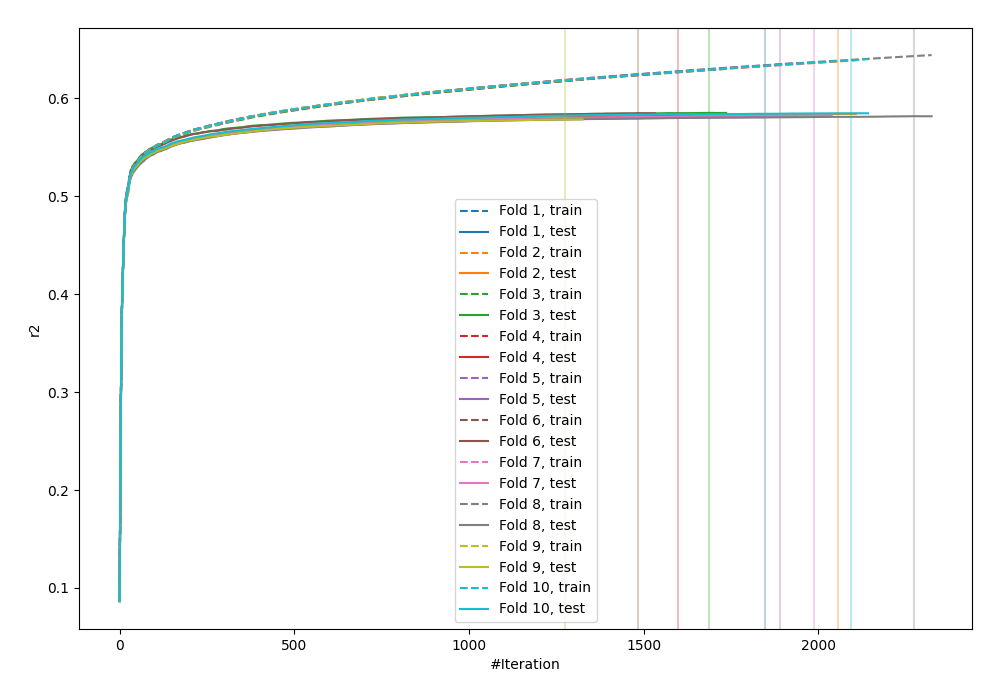 0.6
0.5
0.4
0.3
0.2
0.1
r2
Fold 1, train
Fold 1, test
Fold 2, train
Fold 2, test
Fold 3, train
Fold 3, test
Fold 4, train
Fold 4, test
Fold 5, train
Fold 5, test
Fold 6, train
Fold 6, test
Fold 7, train
Fold 7, test
Fold 8, train
Fold 8, test
Fold 9, train
Fold 9, test
Fold 10, train
Fold 10, test
0 500 1000 1500 2000
#Iteration